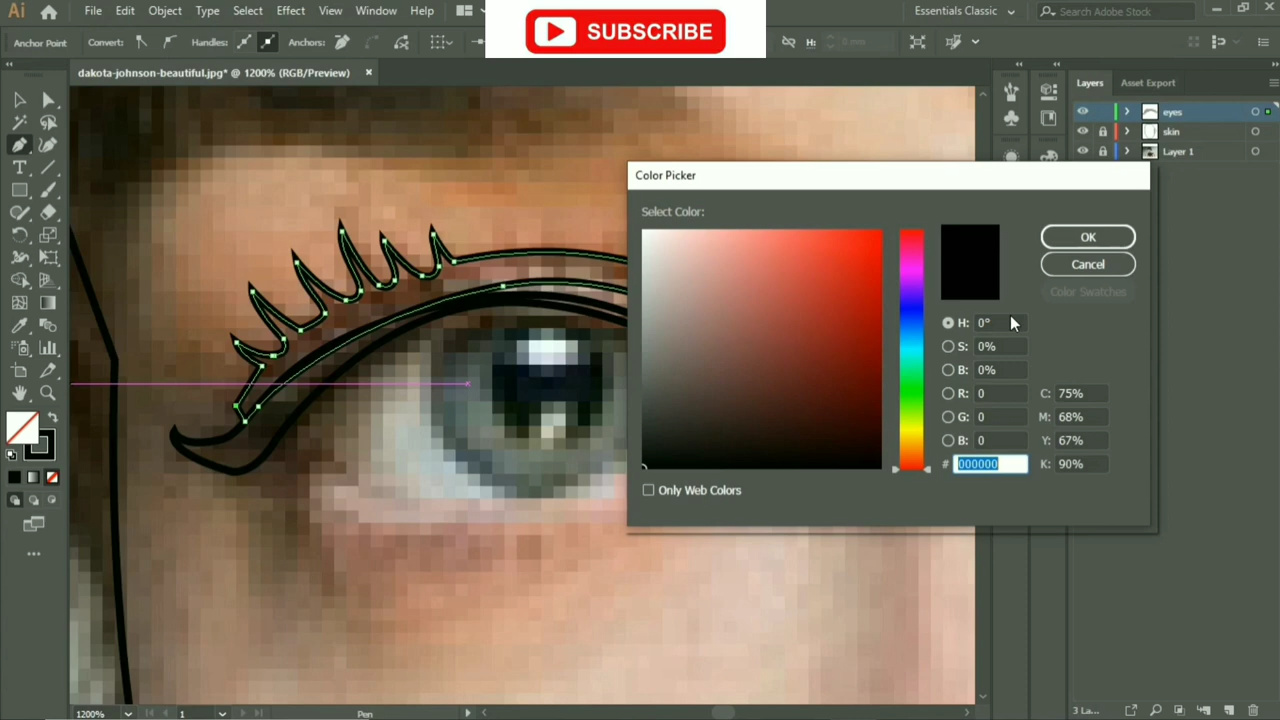 Ai File Edit Object Type Select Effect View Window Help Essentials Classic Search Adobe Stock
SUBSCRIBE
Anchor Point Convert: Handles: Anchors: H: 0 mm
dakota-johnson-beautiful.jpg* @ 1200% (RGB/Preview) ×
Layers Asset Export
eyes
skin
Layer 1
Color Picker
Select Color:
OK
Cancel
Color Swatches
H: 0°
S: 0%
B: 0%
R: 0 C: 75%
G: 0 M: 68%
B: 0 Y: 67%
# 000000 K: 90%
Only Web Colors
1200% 1 Pen 3 La...